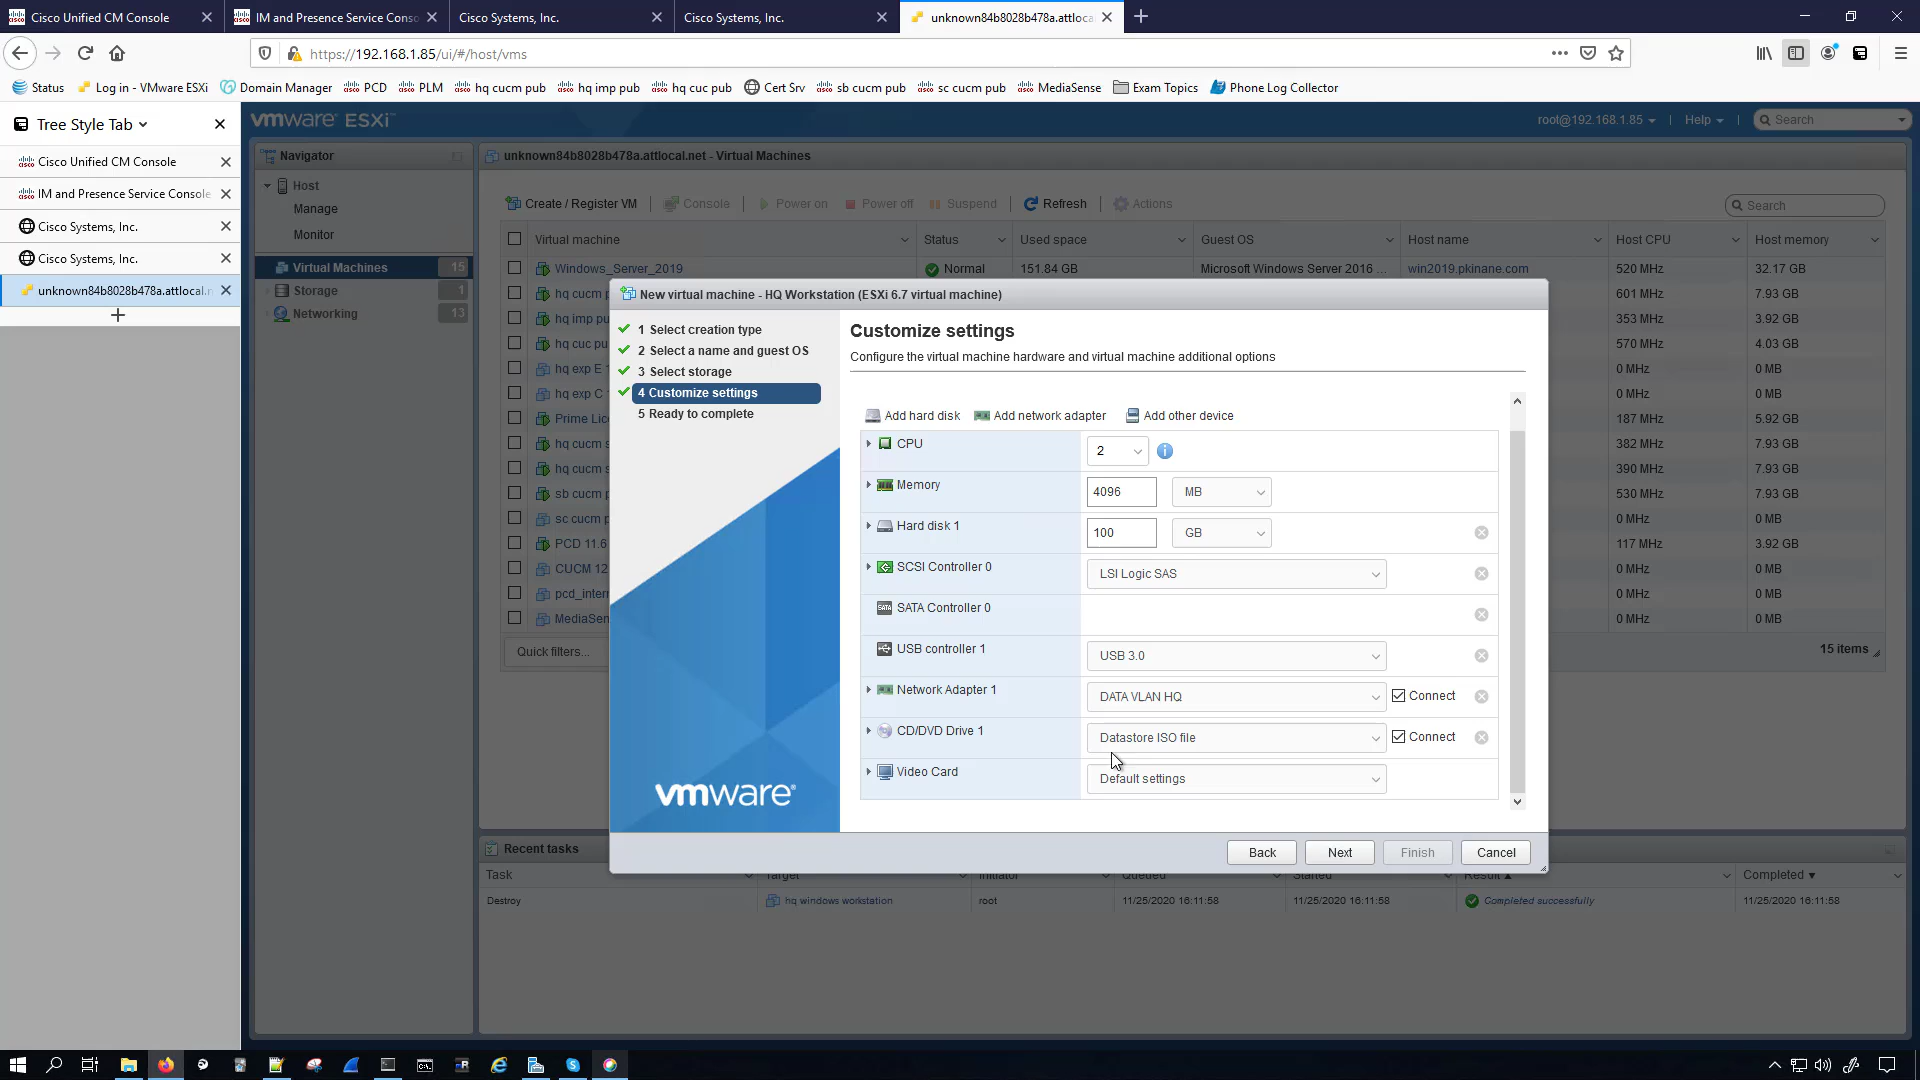 Cisco Unified CM Console
IM and Presence Service Conso
Cisco Systems, Inc.
Cisco Systems, Inc.
unknown84b8028b478a.attloca
https://192.168.1.85/ui/#/host/vms
Status
Log in - VMware ESXi
Domain Manager
PCD
PLM
hq cucm pub
hq imp pub
hq cuc pub
Cert Srv
sb cucm pub
sc cucm pub
MediaSense
Exam Topics
Phone Log Collector
Tree Style Tab
Cisco Unified CM Console
IM and Presence Service Console
Cisco Systems, Inc.
Cisco Systems, Inc.
unknown84b8028b478a.attlocal.n
vmware ESXi
root@192.168.1.85
Help
Search
Navigator
Host
Manage
Monitor
Virtual Machines 15
Storage 1
Networking 13
unknown84b8028b478a.attlocal.net - Virtual Machines
Create / Register VM
Console
Power on
Power off
Suspend
Refresh
Actions
Search
Virtual machine Status Used space Guest OS Host name Host CPU Host memory
Windows_Server_2019 Normal 151.84 GB Microsoft Windows Server 2016 ... win2019.pkinane.com 520 MHz 32.17 GB
hq cucm p 601 MHz 7.93 GB
hq imp pu 353 MHz 3.92 GB
hq cuc pu 570 MHz 4.03 GB
hq exp E 0 MHz 0 MB
hq exp C 0 MHz 0 MB
Prime Lice 187 MHz 5.92 GB
hq cucm s 382 MHz 7.93 GB
hq cucm s 390 MHz 7.93 GB
sb cucm p 530 MHz 7.93 GB
sc cucm p 0 MHz 0 MB
PCD 11.6 117 MHz 3.92 GB
CUCM 12 0 MHz 0 MB
pcd_intern 0 MHz 0 MB
MediaSen 0 MHz 0 MB
Quick filters...
15 items
New virtual machine - HQ Workstation (ESXi 6.7 virtual machine)
1 Select creation type
2 Select a name and guest OS
3 Select storage
4 Customize settings
5 Ready to complete
vmware®
Customize settings
Configure the virtual machine hardware and virtual machine additional options
Add hard disk
Add network adapter
Add other device
CPU 2
Memory 4096 MB
Hard disk 1 100 GB
SCSI Controller 0 LSI Logic SAS
SATA Controller 0
USB controller 1 USB 3.0
Network Adapter 1 DATA VLAN HQ Connect
CD/DVD Drive 1 Datastore ISO file Connect
Video Card Default settings
Back
Next
Finish
Cancel
Recent tasks
Task Target Initiator Queued Started Result Completed
Destroy hq windows workstation root 11/25/2020 16:11:58 11/25/2020 16:11:58 Completed successfully 11/25/2020 16:11:58